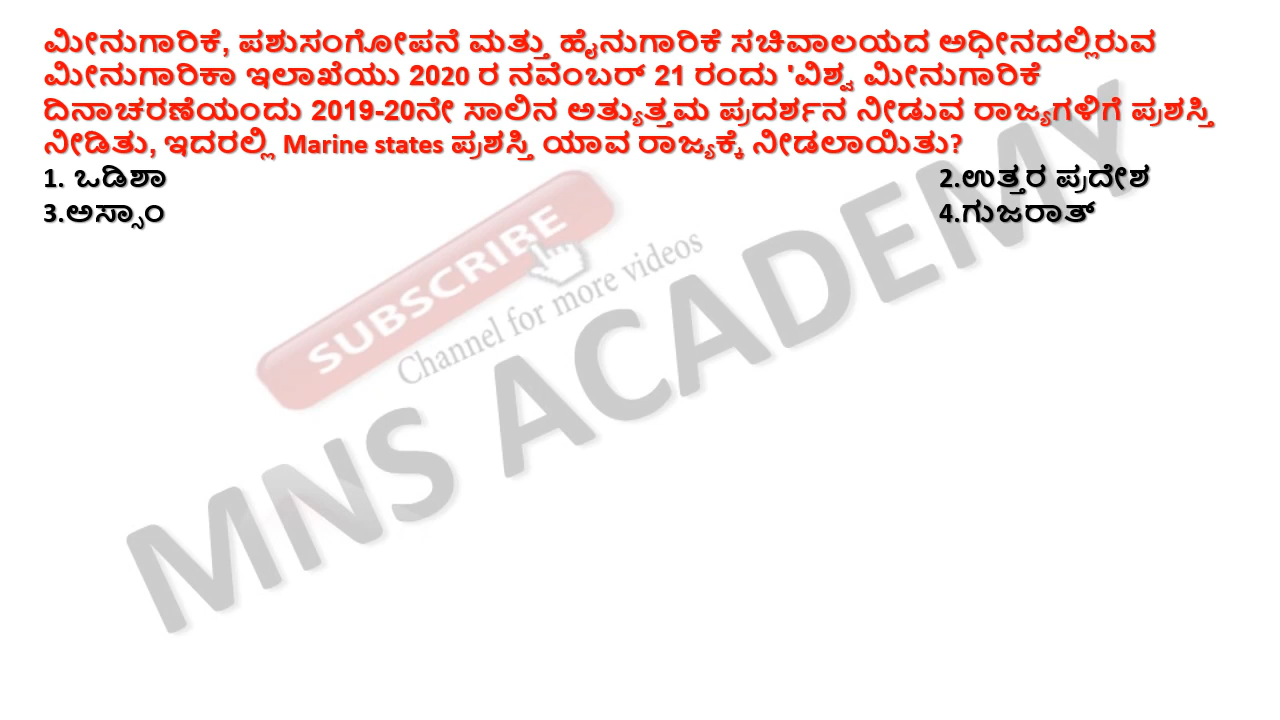 ಮೀನುಗಾರಿಕೆ, ಪಶುಸಂಗೋಪನೆ ಮತ್ತು ಹೈನುಗಾರಿಕೆ ಸಚಿವಾಲಯದ ಅಧೀನದಲ್ಲಿರುವ
ಮೀನುಗಾರಿಕಾ ಇಲಾಖೆಯು 2020 ರ ನವೆಂಬರ್ 21 ರಂದು 'ವಿಶ್ವ ಮೀನುಗಾರಿಕೆ
ದಿನಾಚರಣೆಯಂದು 2019-20ನೇ ಸಾಲಿನ ಅತ್ಯುತ್ತಮ ಪ್ರದರ್ಶನ ನೀಡುವ ರಾಜ್ಯಗಳಿಗೆ ಪ್ರಶಸ್ತಿ
ನೀಡಿತು, ಇದರಲ್ಲಿ Marine states ಪ್ರಶಸ್ತಿ ಯಾವ ರಾಜ್ಯಕ್ಕೆ ನೀಡಲಾಯಿತು?
1. ಒಡಿಶಾ 2.ಉತ್ತರ ಪ್ರದೇಶ
3.ಅಸ್ಸಾಂ 4.ಗುಜರಾತ್
SUBSCRIBE
Channel for more videos
MNS ACADEMY